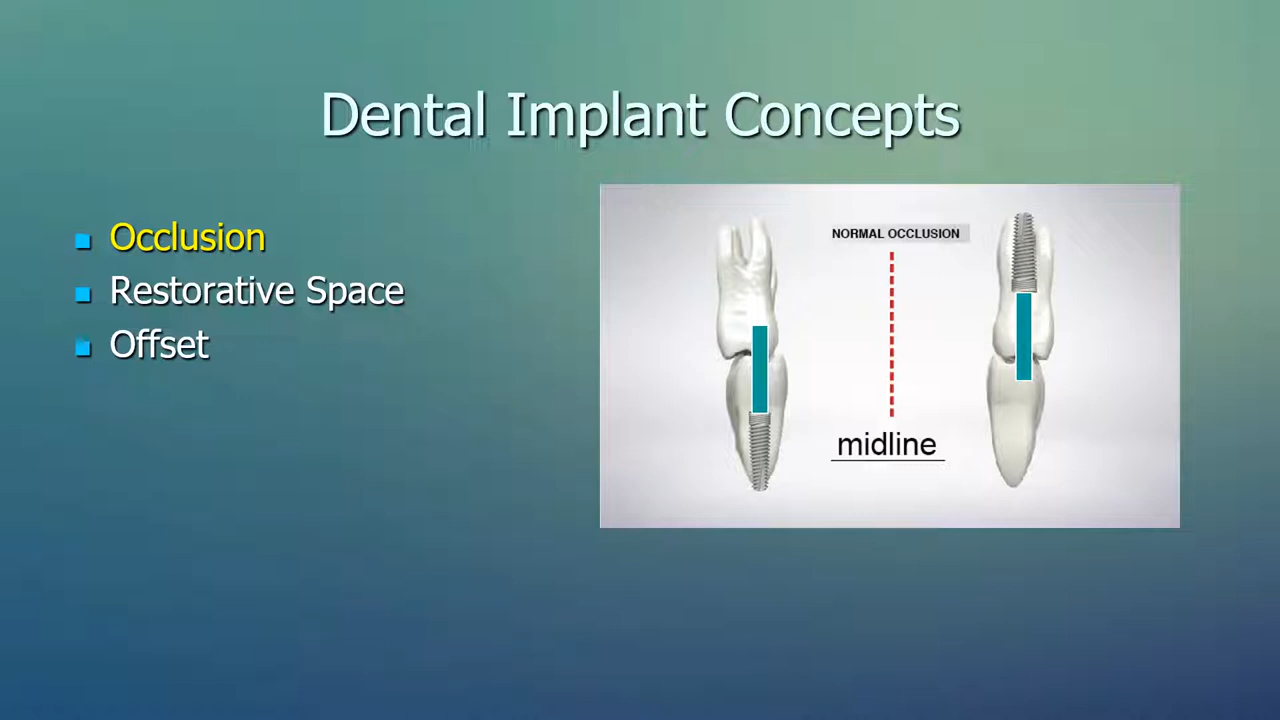 Dental Implant Concepts
Occlusion
Restorative Space
Offset
NORMAL OCCLUSION
midline